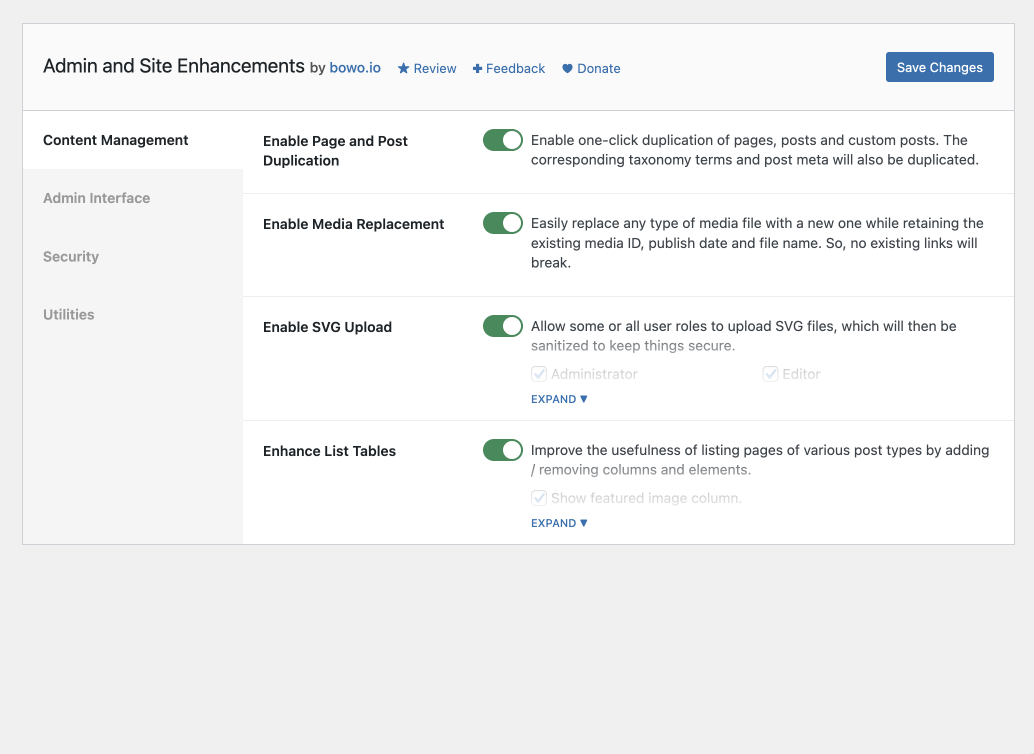 Admin and Site Enhancements by bowo.io Review Feedback Donate
Save Changes
Content Management
Admin Interface
Security
Utilities
Enable Page and Post
Duplication
Enable one-click duplication of pages, posts and custom posts. The
corresponding taxonomy terms and post meta will also be duplicated.
Enable Media Replacement
Easily replace any type of media file with a new one while retaining the
existing media ID, publish date and file name. So, no existing links will
break.
Enable SVG Upload
Allow some or all user roles to upload SVG files, which will then be
sanitized to keep things secure.
Administrator Editor
EXPAND ▼
Enhance List Tables
Improve the usefulness of listing pages of various post types by adding
/ removing columns and elements.
Show featured image column.
EXPAND ▼